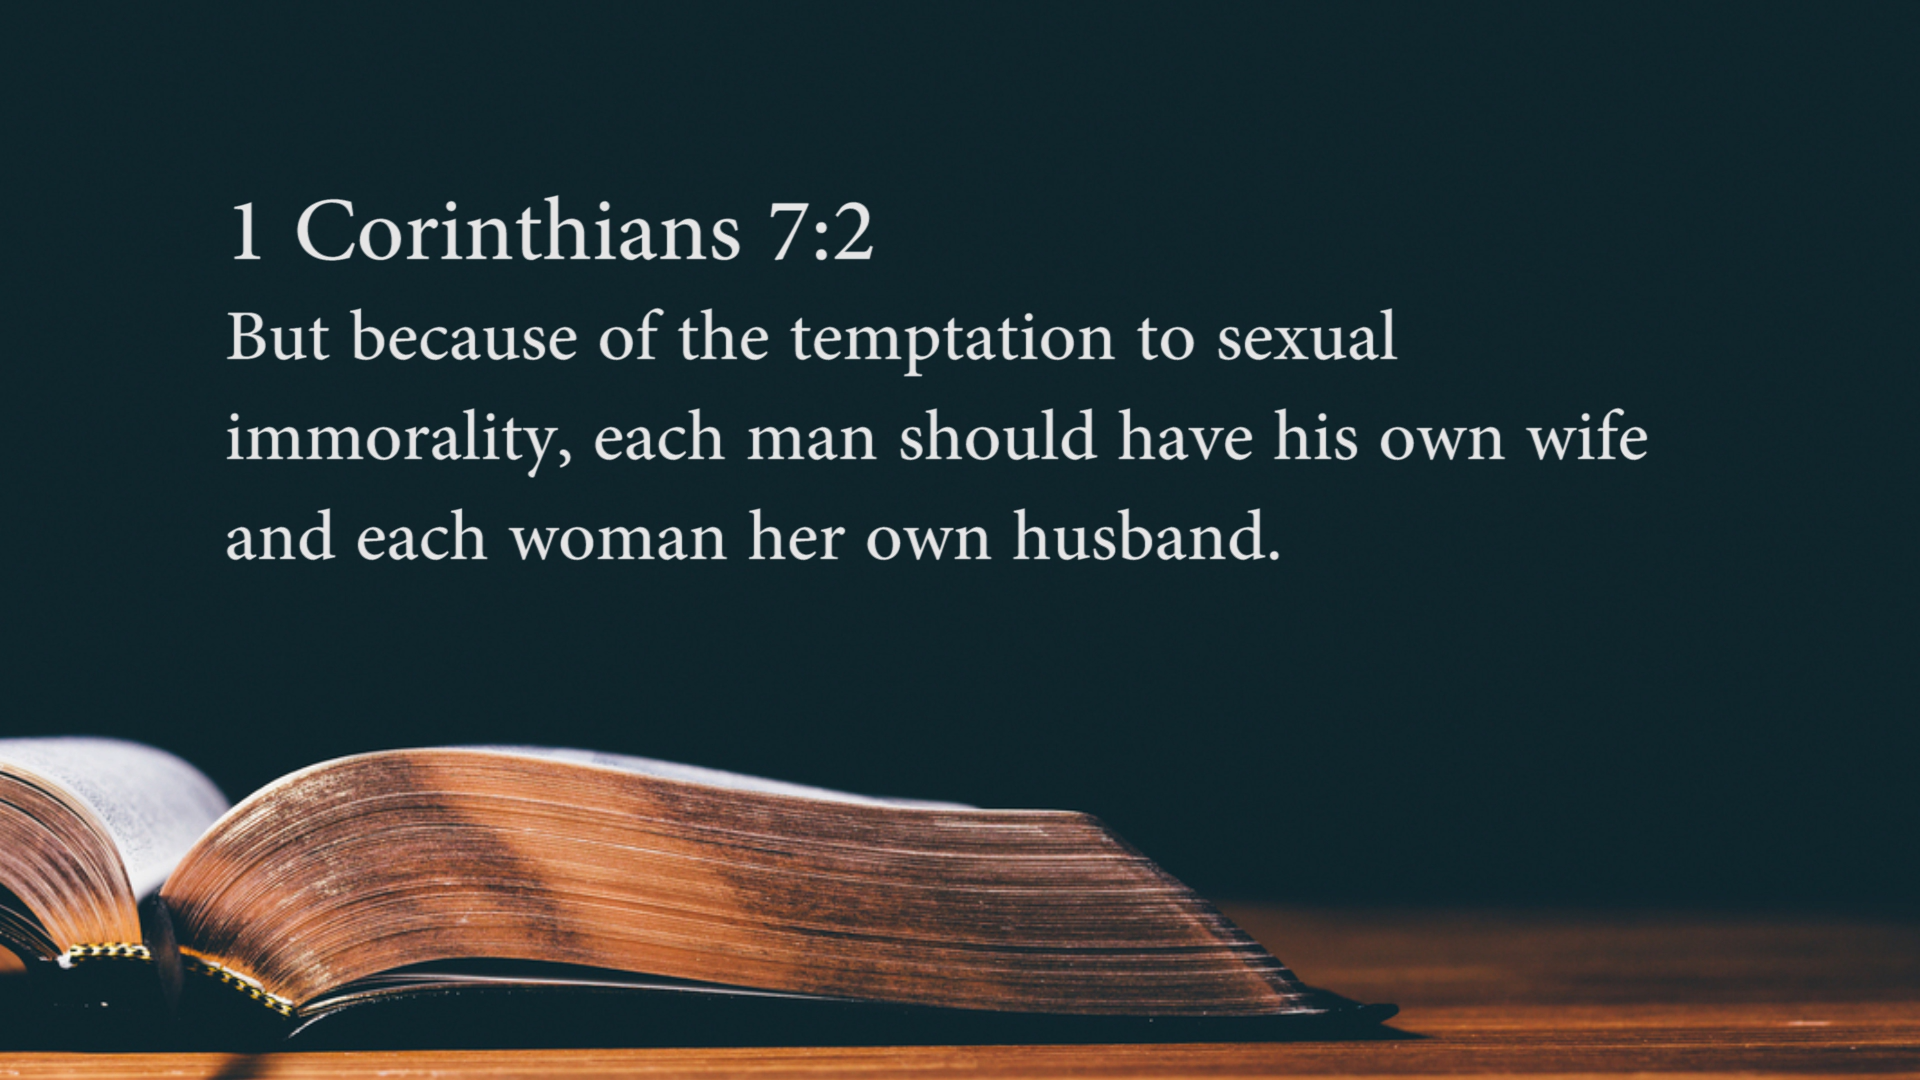 1 Corinthians 7:2
But because of the temptation to sexual
immorality, each man should have his own wife
and each woman her own husband.